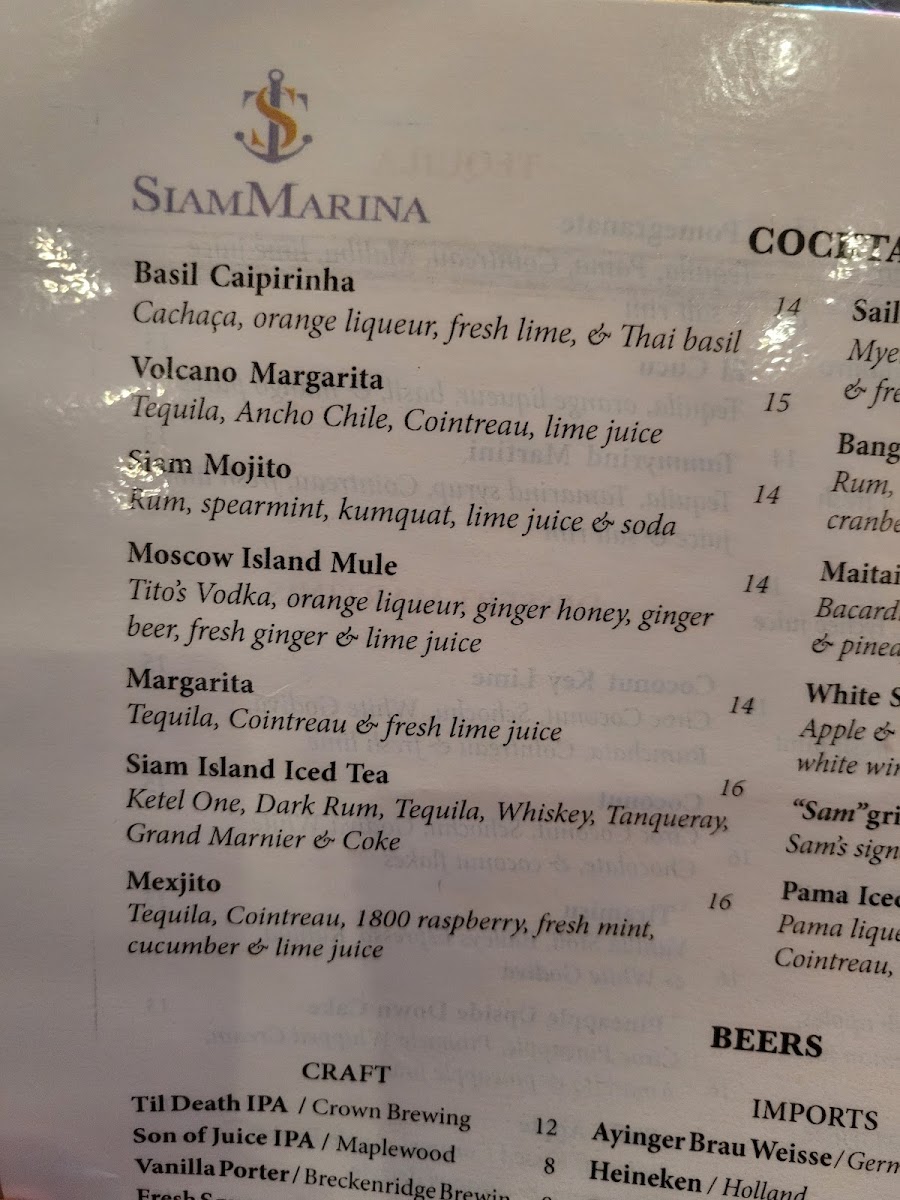 SIAMMARINA
COCKTA
Basil Caipirinha 14
Cachaça, orange liqueur, fresh lime, & Thai basil
Volcano Margarita 15
Tequila, Ancho Chile, Cointreau, lime juice
Siam Mojito 14
Rum, spearmint, kumquat, lime juice & soda
Moscow Island Mule 14
Tito's Vodka, orange liqueur, ginger honey, ginger
beer, fresh ginger & lime juice
Margarita 14
Tequila, Cointreau & fresh lime juice
Siam Island Iced Tea 16
Ketel One, Dark Rum, Tequila, Whiskey, Tanqueray,
Grand Marnier & Coke
Mexjito 16
Tequila, Cointreau, 1800 raspberry, fresh mint,
cucumber & lime juice
Sail
Mye
& fre
Bang
Rum,
cranbe
Maitai
Bacard
& pinea
White S
Apple &
white win
"Sam"gri
Sam's sign
Pama Iced
Pama lique
Cointreau,
BEERS
CRAFT
Til Death IPA / Crown Brewing 12
Son of Juice IPA / Maplewood 8
Vanilla Porter / Breckenridge Brewin
IMPORTS
Ayinger Brau Weisse / Germ
Heineken / Holland